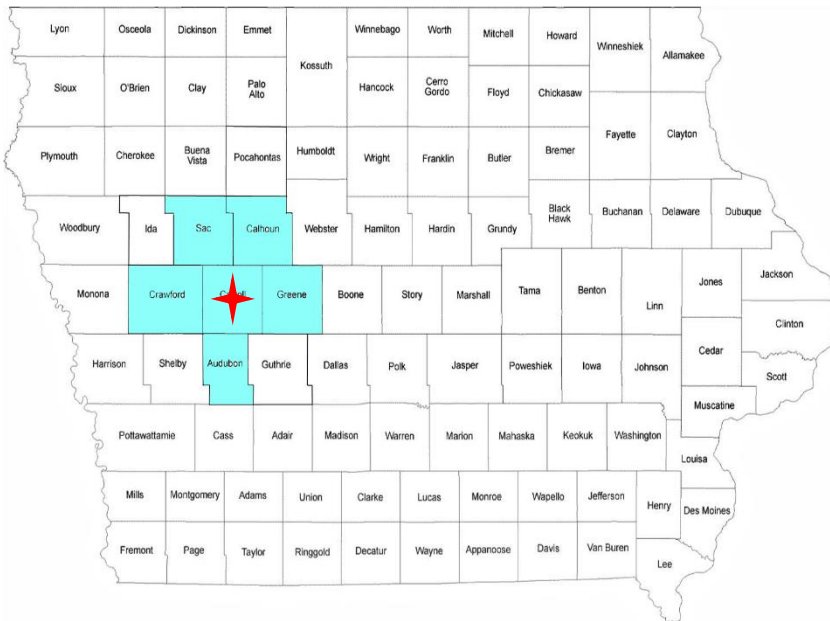 Lyon
Osceola
Dickinson
Emmet
Kossuth
Winnebago
Worth
Mitchell
Howard
Winneshiek
Allamakee
Sioux
O'Brien
Clay
Palo
Alto
Hancock
Cerro
Gordo
Floyd
Chickasaw
Fayette
Clayton
Plymouth
Cherokee
Buena
Vista
Pocahontas
Humboldt
Wright
Franklin
Butler
Bremer
Woodbury
Ida
Sac
Calhoun
Webster
Hamilton
Hardin
Grundy
Black
Hawk
Buchanan
Delaware
Dubuque
Monona
Crawford
Greene
Boone
Story
Marshall
Tama
Benton
Linn
Jones
Jackson
Clinton
Harrison
Shelby
Audubon
Guthrie
Dallas
Polk
Jasper
Poweshiek
Iowa
Johnson
Cedar
Scott
Muscatine
Pottawattamie
Cass
Adair
Madison
Warren
Marion
Mahaska
Keokuk
Washington
Louisa
Mills
Montgomery
Adams
Union
Clarke
Lucas
Monroe
Wapello
Jefferson
Henry
Des Moines
Fremont
Page
Taylor
Ringgold
Decatur
Wayne
Appanoose
Davis
Van Buren
Lee